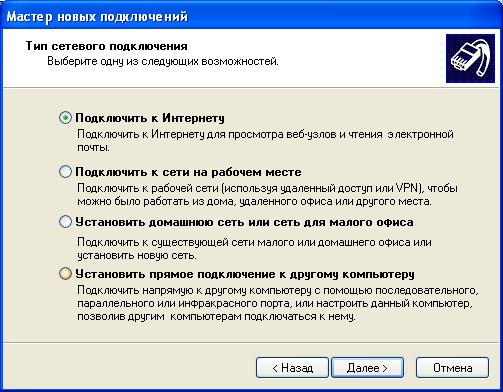 Мастер новых подключений
Тип сетевого подключения
Выберите одну из следующих возможностей.
Подключить к Интернету
Подключить к Интернету для просмотра веб-узлов и чтения электронной
почты.
Подключить к сети на рабочем месте
Подключить к рабочей сети (используя удаленный доступ или VPN), чтобы
можно было работать из дома, удаленного офиса или другого места.
Установить домашнюю сеть или сеть для малого офиса
Подключить к существующей сети малого или домашнего офиса или
установить новую сеть.
Установить прямое подключение к другому компьютеру
Подключить напрямую к другому компьютеру с помощью последовательного,
параллельного или инфракрасного порта, или настроить данный компьютер,
позволив другим компьютерам подключаться к нему.
< Назад
Далее >
Отмена